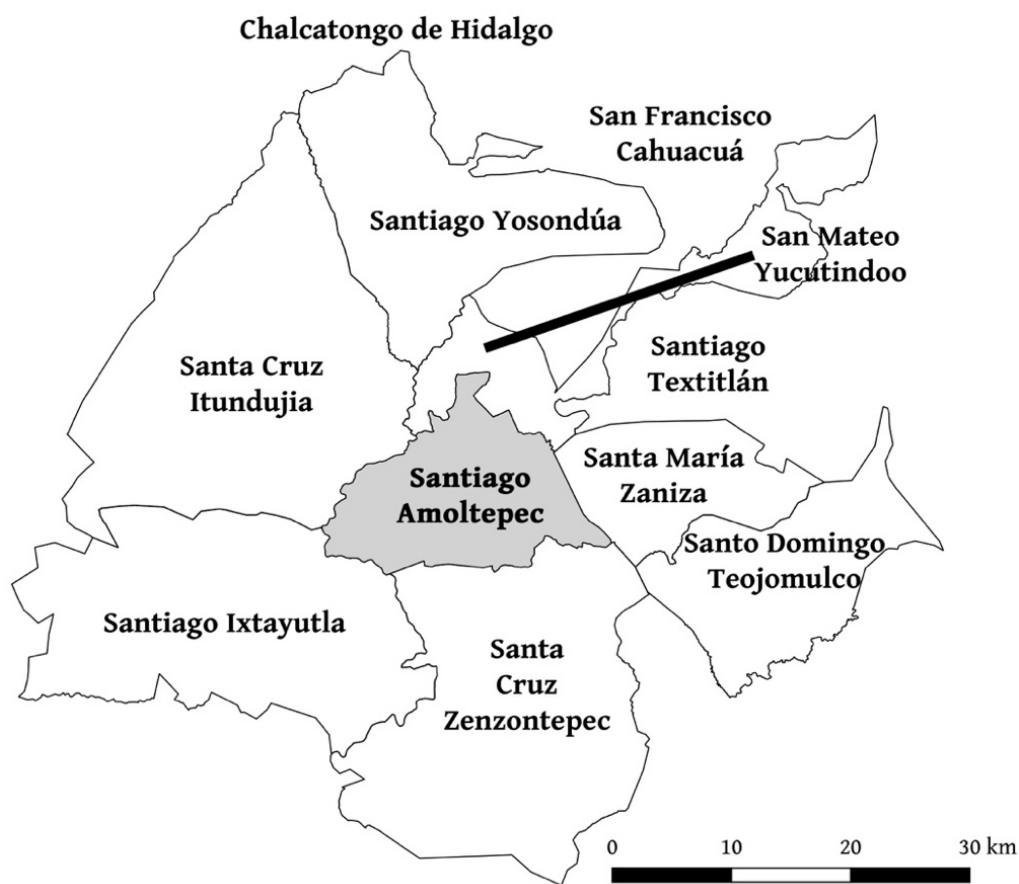 Chalcatongo de Hidalgo
San Francisco
Cahuacuá
Santiago Yosondúa
San Mateo
Yucutindoo
Santa Cruz
Itundujia
Santiago
Textitlán
Santiago
Amoltepec
Santa María
Zaniza
Santo Domingo
Teojomulco
Santiago Ixtayutla
Santa
Cruz
Zenzontepec
0 10 20 30 km